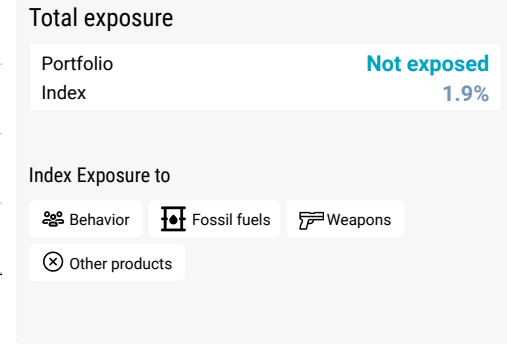 Total exposure
Portfolio Not exposed
Index 1.9%
Index Exposure to
Behavior Fossil fuels Weapons
Other products